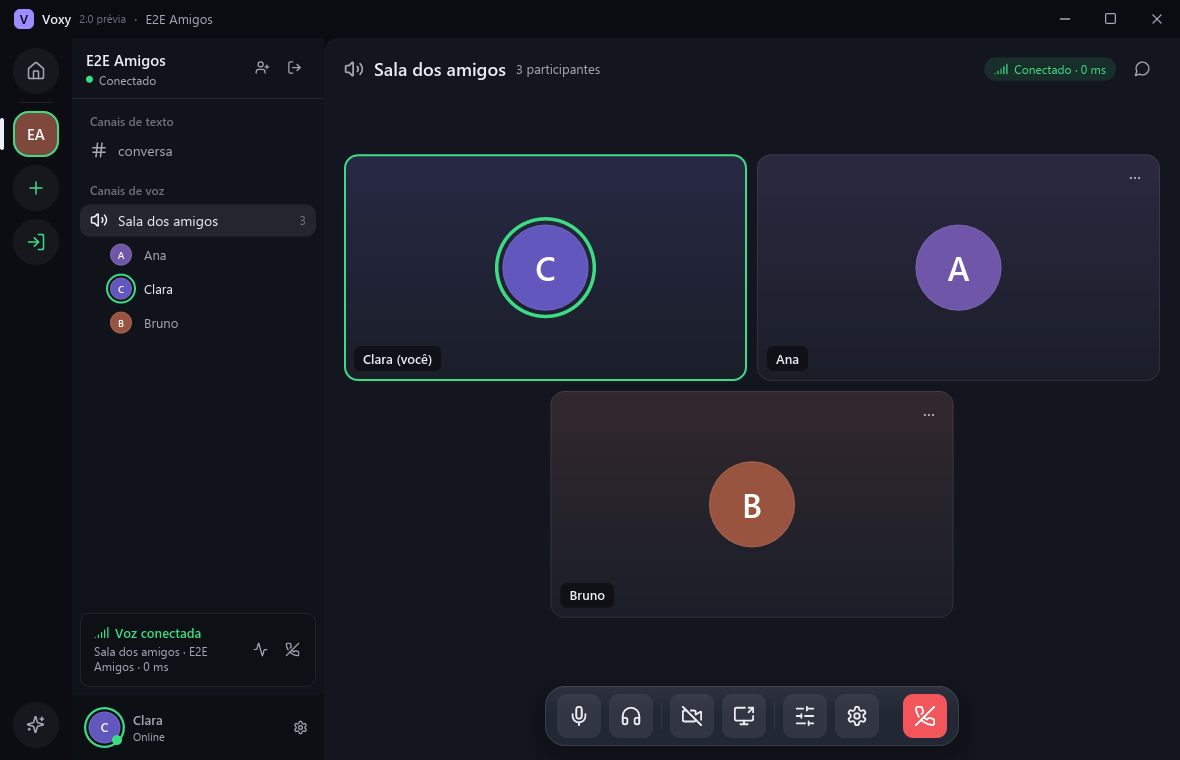 V Voxy 2.0 prévia · E2E Amigos
E2E Amigos
Conectado
EA
Canais de texto
conversa
Canais de voz
Sala dos amigos 3
A Ana
C Clara
B Bruno
Voz conectada
Sala dos amigos · E2E
Amigos · 0 ms
C Clara
Online
Sala dos amigos 3 participantes
Conectado · 0 ms
C
Clara (você)
A
Ana
B
Bruno